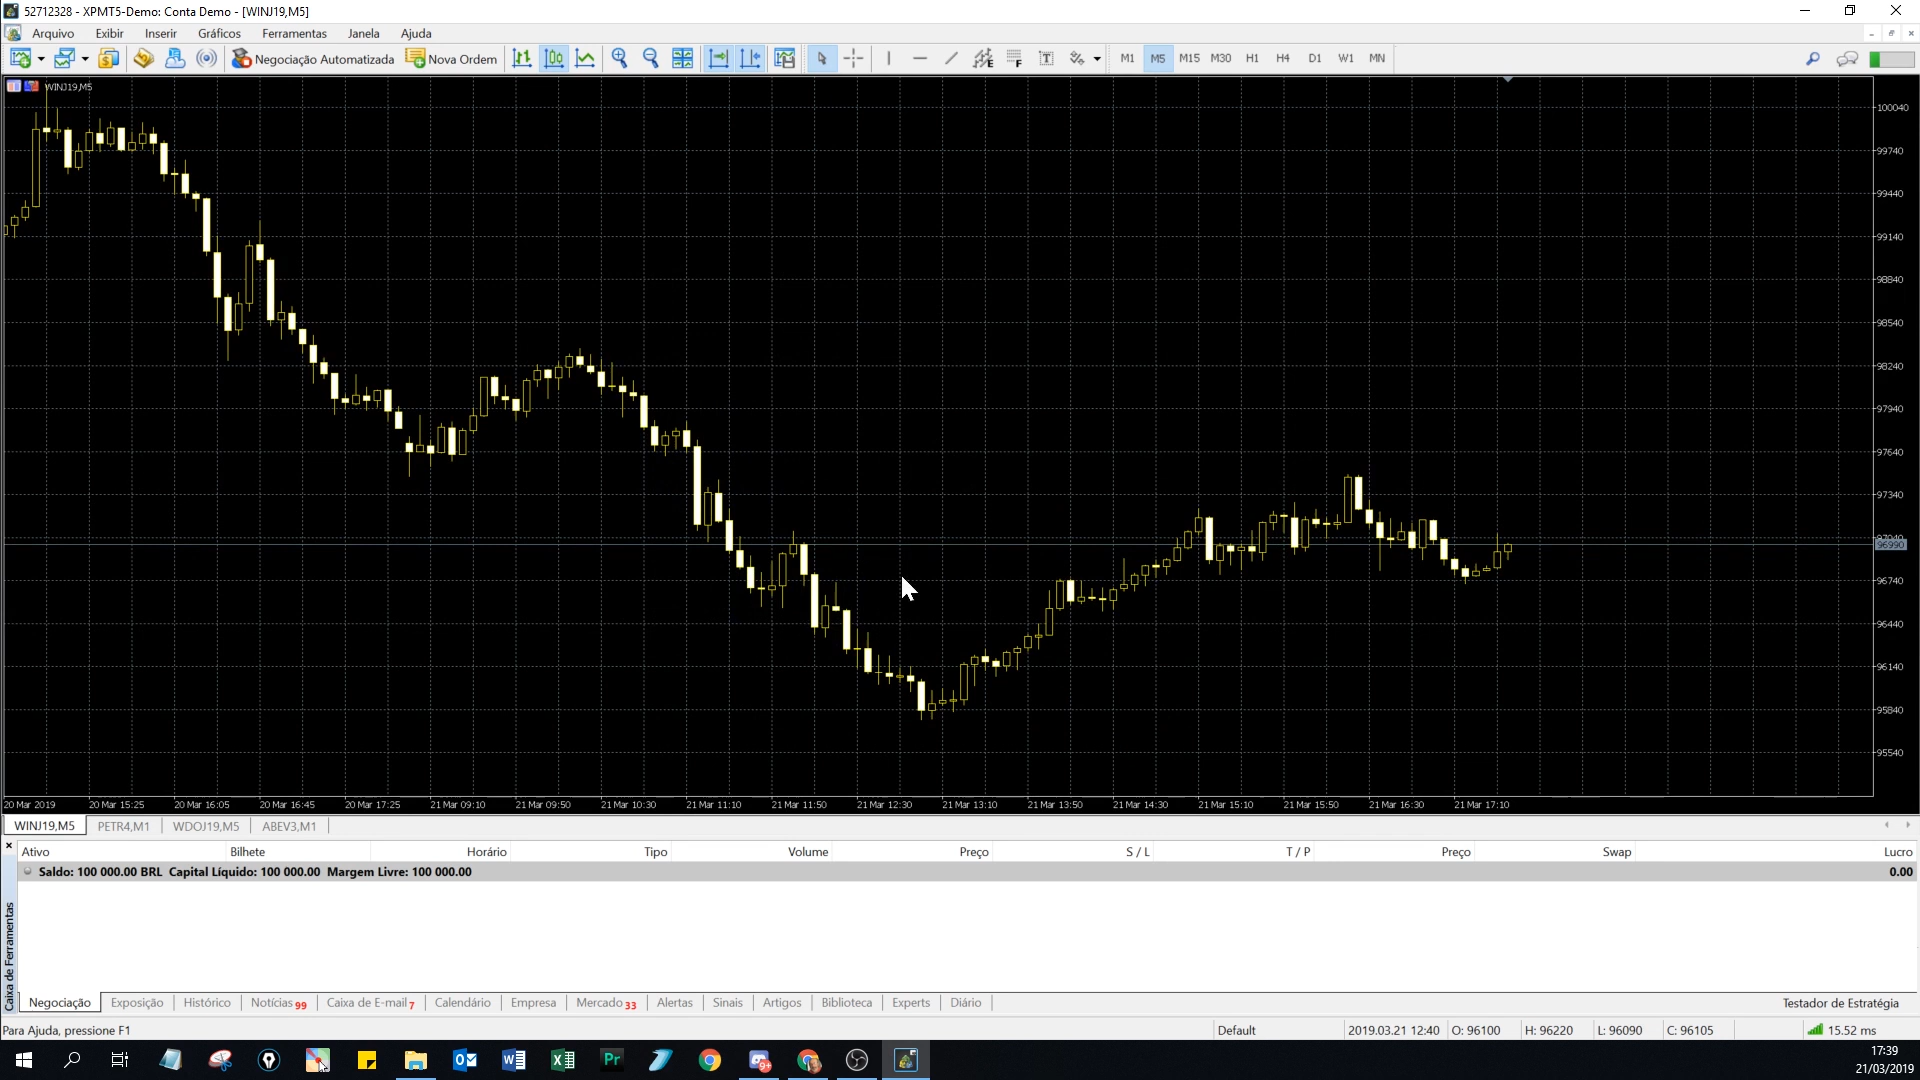 52712328 - XPMT5-Demo: Conta Demo - [WINJ19,M5]
Arquivo Exibir Inserir Gráficos Ferramentas Janela Ajuda
Negociação Automatizada Nova Ordem M1 M5 M15 M30 H1 H4 D1 W1 MN
WINJ19,M5
100040
99740
99440
99140
98840
98540
98240
97940
97640
97340
97040
96990
96740
96440
96140
95840
95540
20 Mar 2019 20 Mar 15:25 20 Mar 16:05 20 Mar 16:45 20 Mar 17:25 21 Mar 09:10 21 Mar 09:50 21 Mar 10:30 21 Mar 11:10 21 Mar 11:50 21 Mar 12:30 21 Mar 13:10 21 Mar 13:50 21 Mar 14:30 21 Mar 15:10 21 Mar 15:50 21 Mar 16:30 21 Mar 17:10
WINJ19,M5 PETR4,M1 WDOJ19,M5 ABEV3,M1
Ativo Bilhete Horário Tipo Volume Preço S / L T / P Preço Swap Lucro
Saldo: 100 000.00 BRL Capital Líquido: 100 000.00 Margem Livre: 100 000.00 0.00
Caixa de Ferramentas
Negociação Exposição Histórico Notícias 99 Caixa de E-mail 7 Calendário Empresa Mercado 33 Alertas Sinais Artigos Biblioteca Experts Diário Testador de Estratégia
Para Ajuda, pressione F1 Default 2019.03.21 12:40 O: 96100 H: 96220 L: 96090 C: 96105 15.52 ms
17:39
21/03/2019